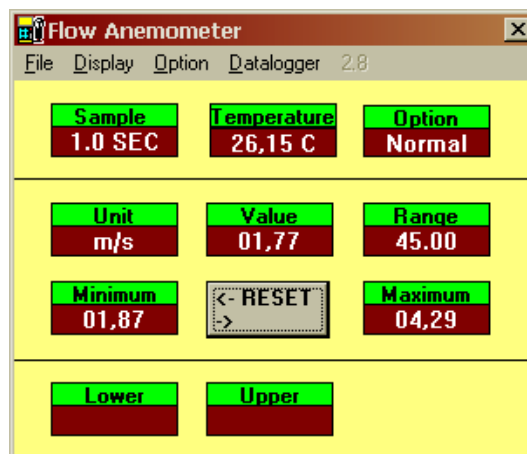 Flow Anemometer
File Display Option Datalogger 2.8
Sample Temperature Option
1.0 SEC 26,15 C Normal
Unit Value Range
m/s 01,77 45.00
Minimum <- RESET -> Maximum
01,87 04,29
Lower Upper